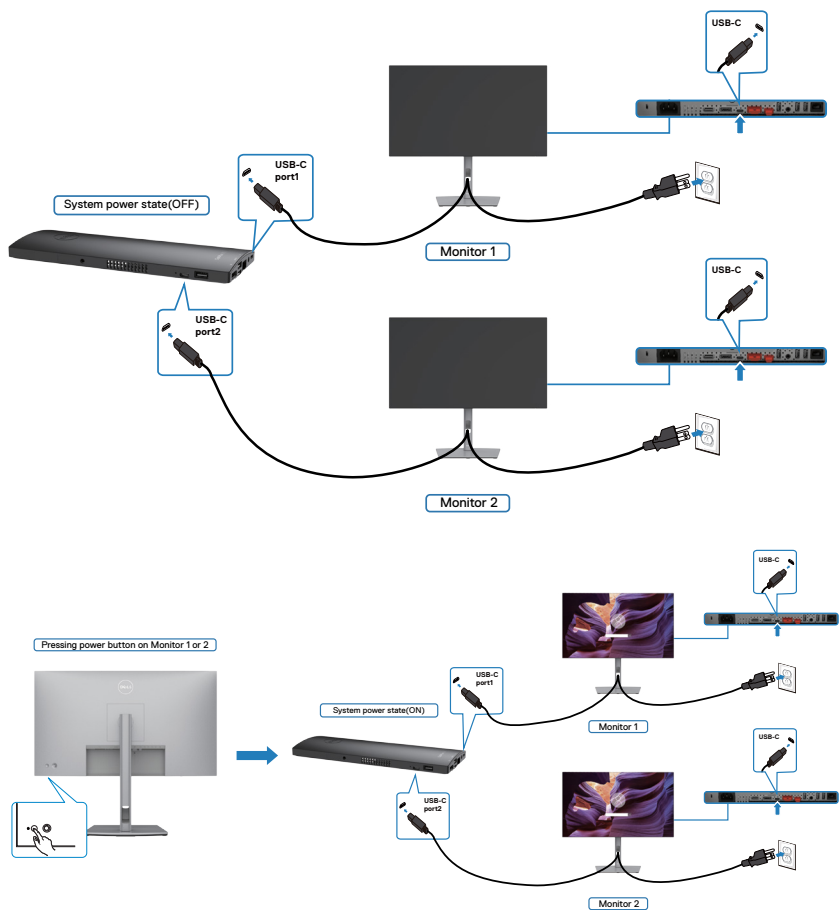 USB-C
USB-C
port1
System power state(OFF)
Monitor 1
USB-C
USB-C
port2
Monitor 2
USB-C
Pressing power button on Monitor 1 or 2
DELL
USB-C
port1
System power state(ON)
Monitor 1
USB-C
USB-C
port2
Monitor 2